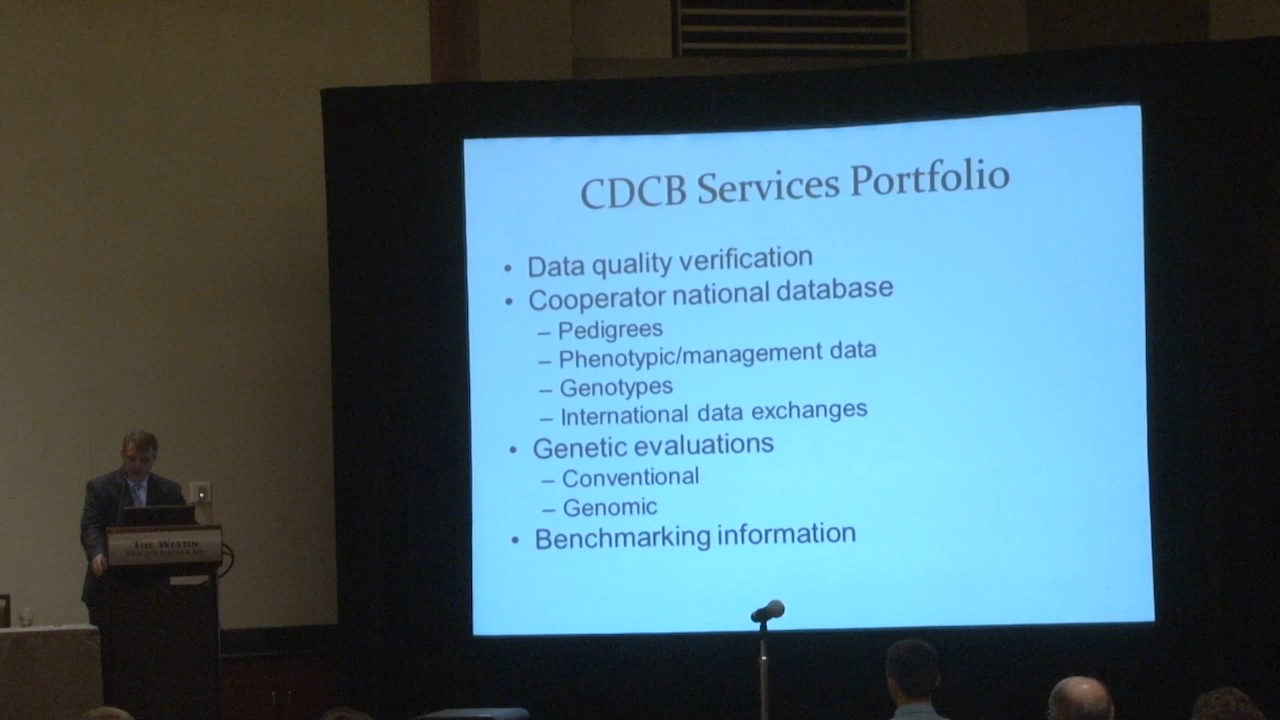 CDCB Services Portfolio
• Data quality verification
• Cooperator national database
– Pedigrees
– Phenotypic/management data
– Genotypes
– International data exchanges
• Genetic evaluations
– Conventional
– Genomic
• Benchmarking information
THE WESTIN